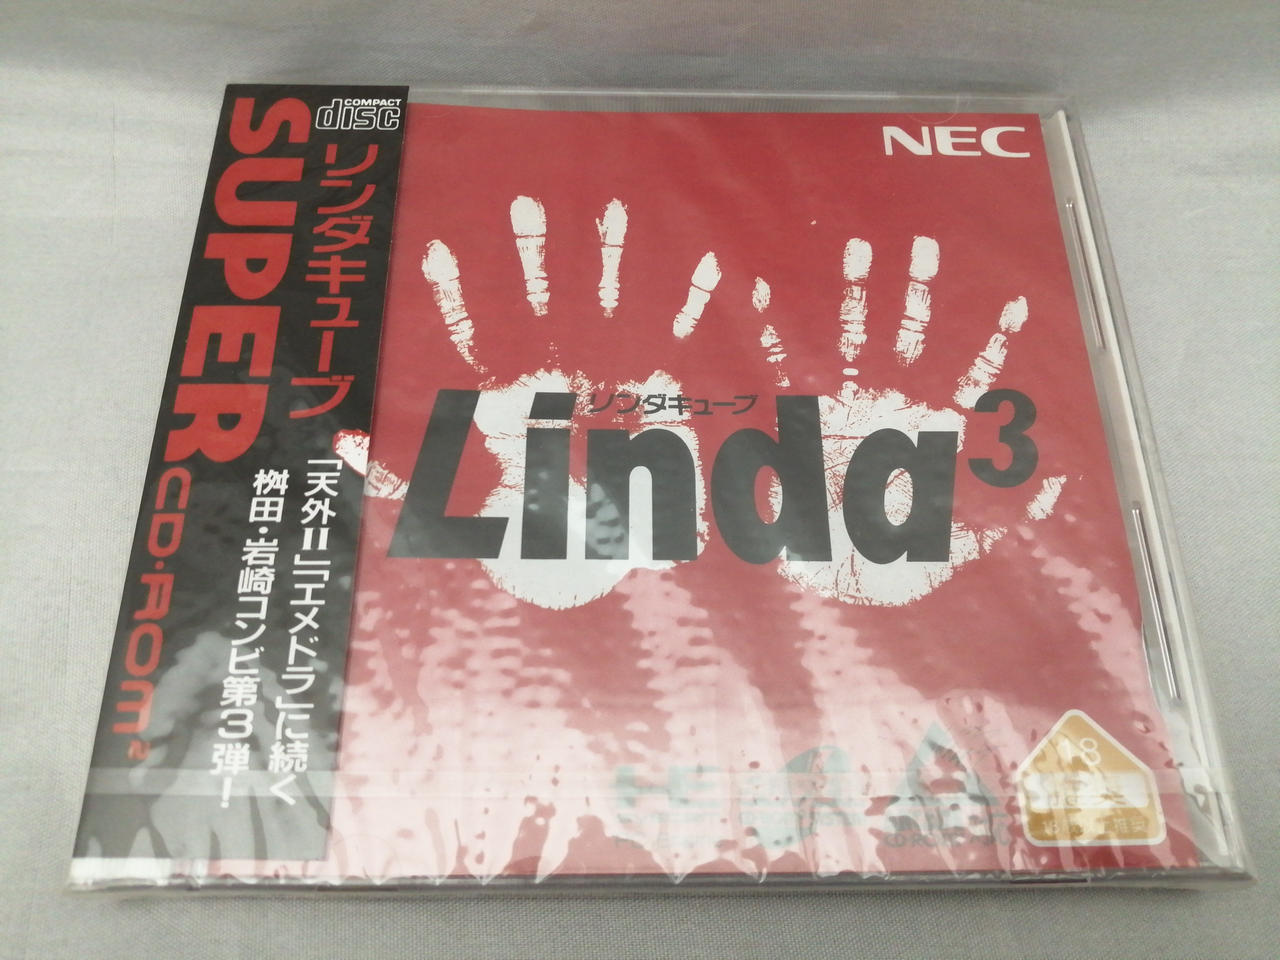 COMPACT
disc
SUPER
CD-ROM²
リンダキューブ
「天外II」「エメドラ」に続く
桝田・岩崎コンビ第3弾!
NEC
リンダキューブ
Linda³
HE
18